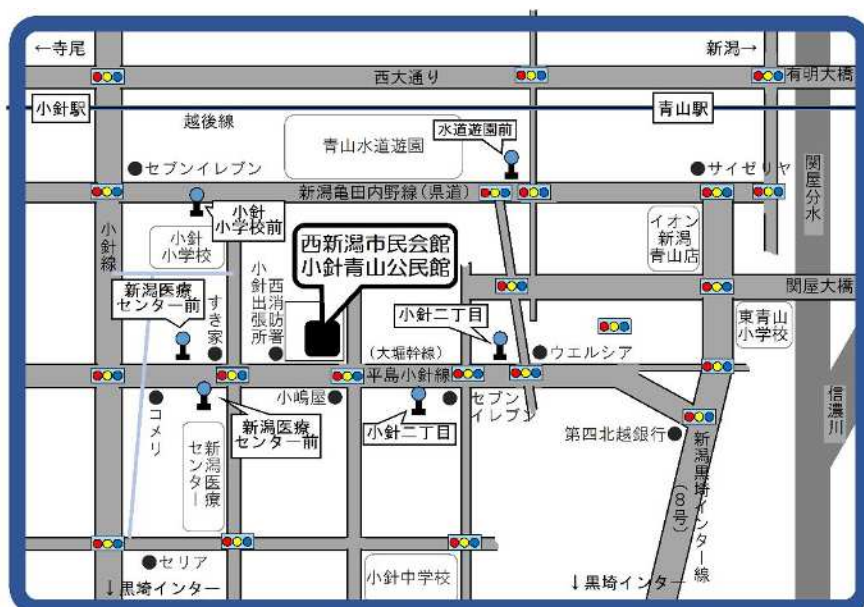 ←寺尾
新潟→
西大通り
有明大橋
小針駅
青山駅
越後線
青山水道遊園
水道遊園前
セブンイレブン
サイゼリヤ
新潟亀田内野線(県道)
関屋分水
小針線
小針
小学校前
小針
小学校
西新潟市民会館
小針青山公民館
イオン
新潟
青山店
新潟医療
センター前
すき家
西消防署
小針出張所
関屋大橋
小針二丁目
東青山
小学校
(大堀幹線)
ウエルシア
平島小針線
コメリ
小嶋屋
セブン
イレブン
信濃川
新潟医療
センター前
小針二丁目
第四北越銀行
新潟医療
センター
新潟黒埼インター線
(8号)
セリア
小針中学校
↓黒埼インター
↓黒埼インター